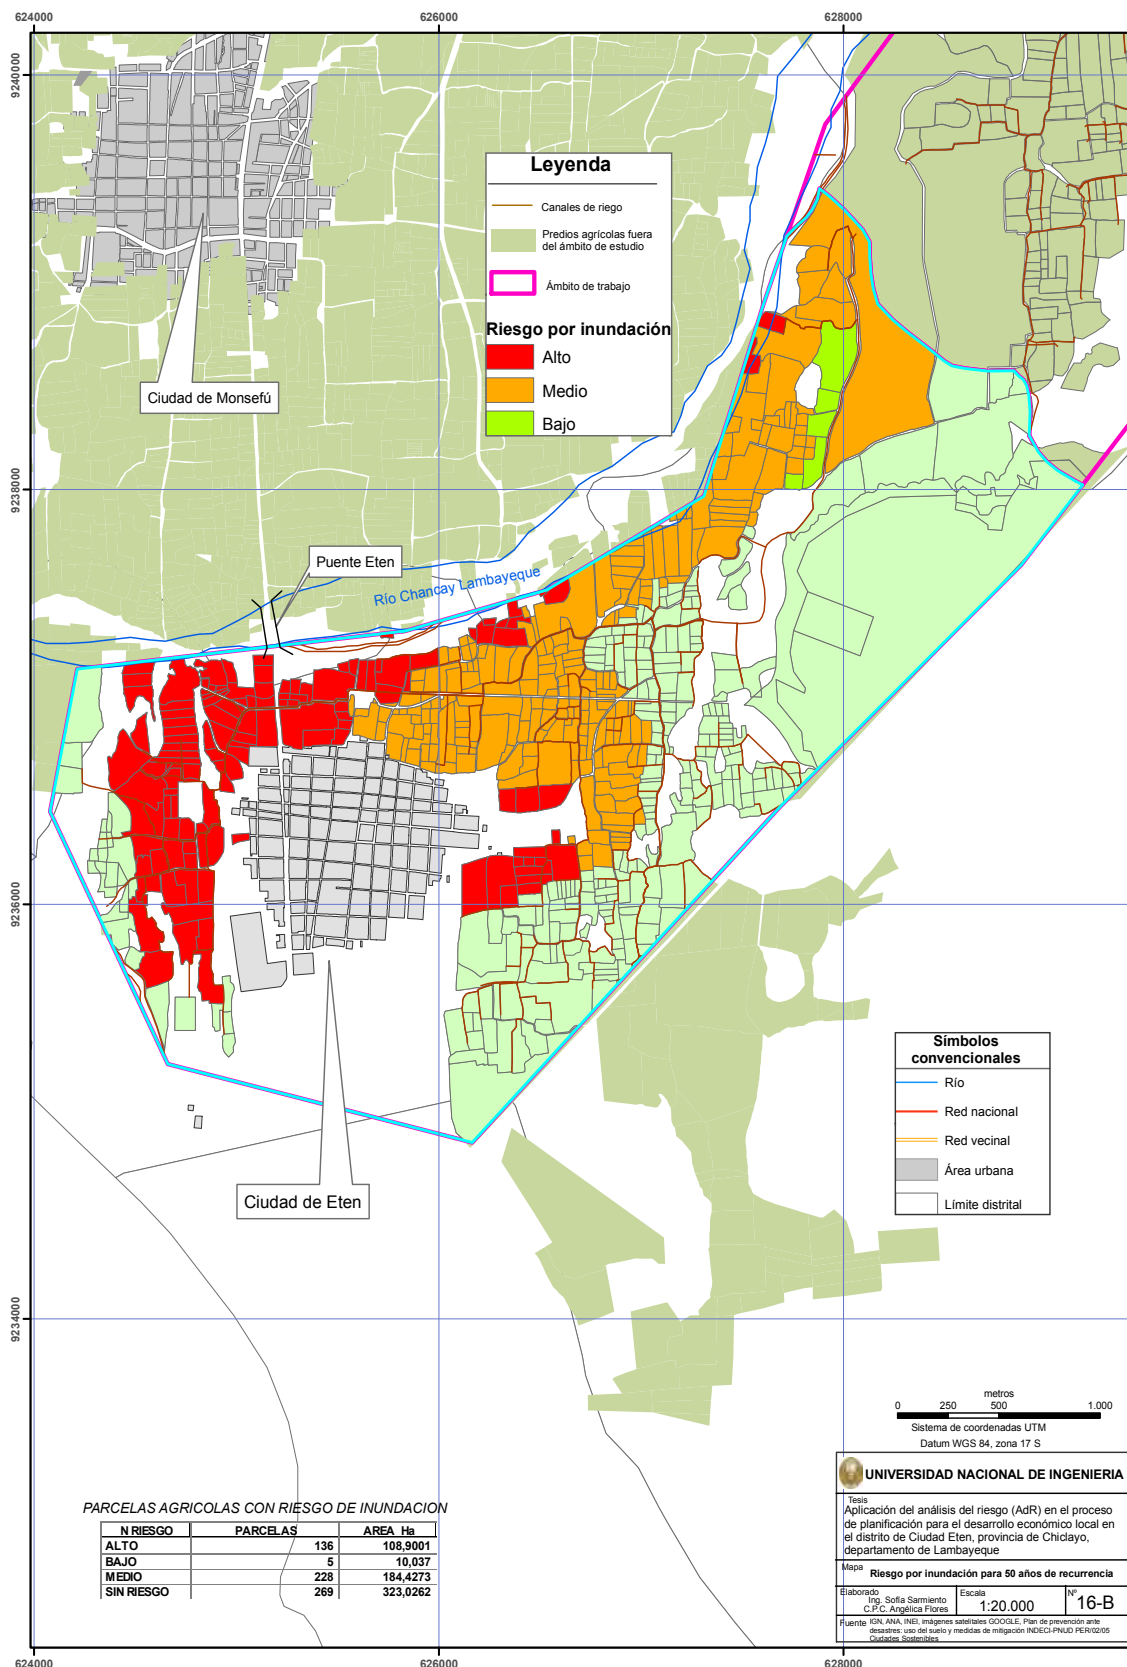 624000
626000
628000
9240000
Leyenda
Canales de riego
Predios agrícolas fuera
del ámbito de estudio
Ámbito de trabajo
Riesgo por inundación
Alto
Medio
Bajo
Ciudad de Monsefú
9238000
Puente Eten
Río Chancay Lambayeque
9236000
Símbolos
convencionales
Río
Red nacional
Red vecinal
Área urbana
Límite distrital
Ciudad de Eten
9234000
metros
0 250 500 1.000
Sistema de coordenadas UTM
Datum WGS 84, zona 17 S
UNIVERSIDAD NACIONAL DE INGENIERIA
Tesis
Aplicación del análisis del riesgo (AdR) en el proceso
de planificación para el desarrollo económico local en
el distrito de Ciudad Eten, provincia de Chiclayo,
departamento de Lambayeque
Mapa
Riesgo por inundación para 50 años de recurrencia
Elaborado
Ing. Sofía Sarmiento
C.P.C. Angélica Flores
Escala
1:20.000
Nº
16-B
Fuente IGN, ANA, INEI, imágenes satelitales GOOGLE, Plan de prevención ante
desastres: uso del suelo y medidas de mitigación INDECI-PNUD PER/02/05
Ciudades Sostenibles
PARCELAS AGRICOLAS CON RIESGO DE INUNDACION
N RIESGO PARCELAS AREA Ha
ALTO 136 108,9001
BAJO 5 10,037
MEDIO 228 184,4273
SIN RIESGO 269 323,0262
624000
626000
628000